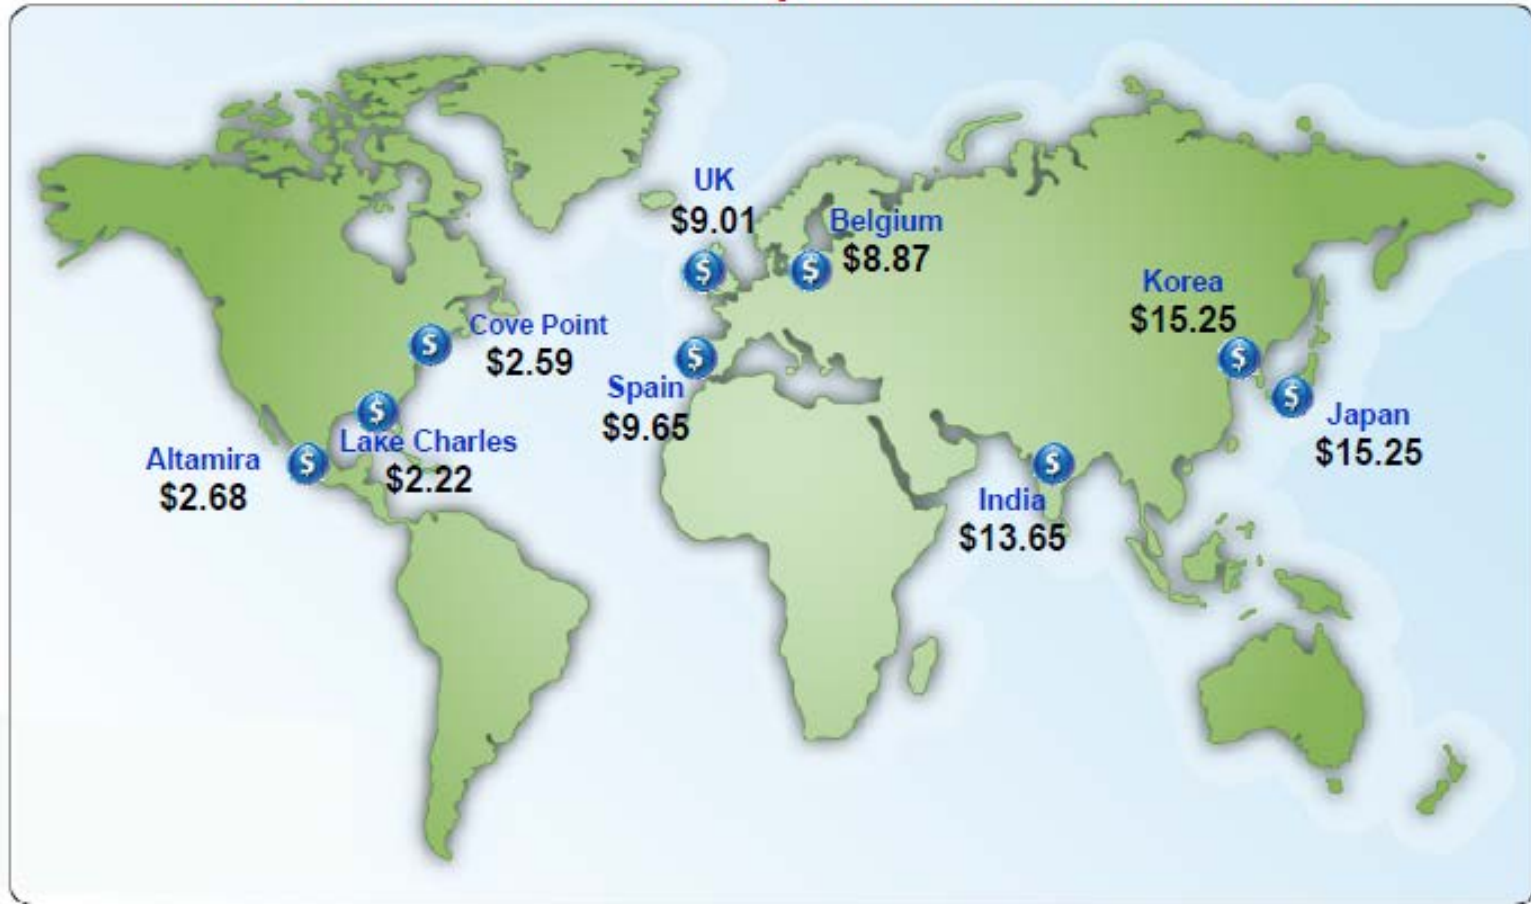 UK
$9.01
Belgium
$8.87
Korea
$15.25
Cove Point
$2.59
Spain
$9.65
Japan
$15.25
Lake Charles
$2.22
Altamira
$2.68
India
$13.65